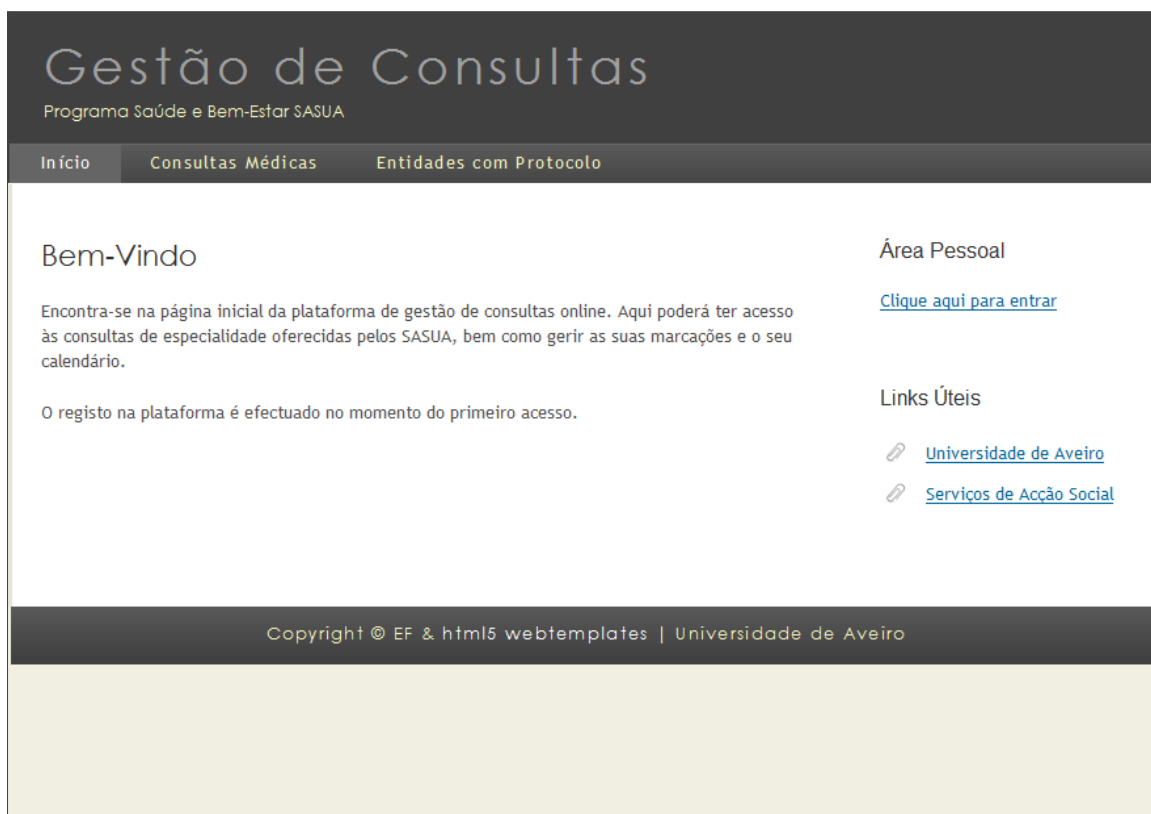 Gestão de Consultas
Programa Saúde e Bem-Estar SASUA
Início Consultas Médicas Entidades com Protocolo
Bem-Vindo
Encontra-se na página inicial da plataforma de gestão de consultas online. Aqui poderá ter acesso
às consultas de especialidade oferecidas pelos SASUA, bem como gerir as suas marcações e o seu
calendário.
O registo na plataforma é efectuado no momento do primeiro acesso.
Área Pessoal
Clique aqui para entrar
Links Úteis
Universidade de Aveiro
Serviços de Acção Social
Copyright © EF & html5 webtemplates | Universidade de Aveiro